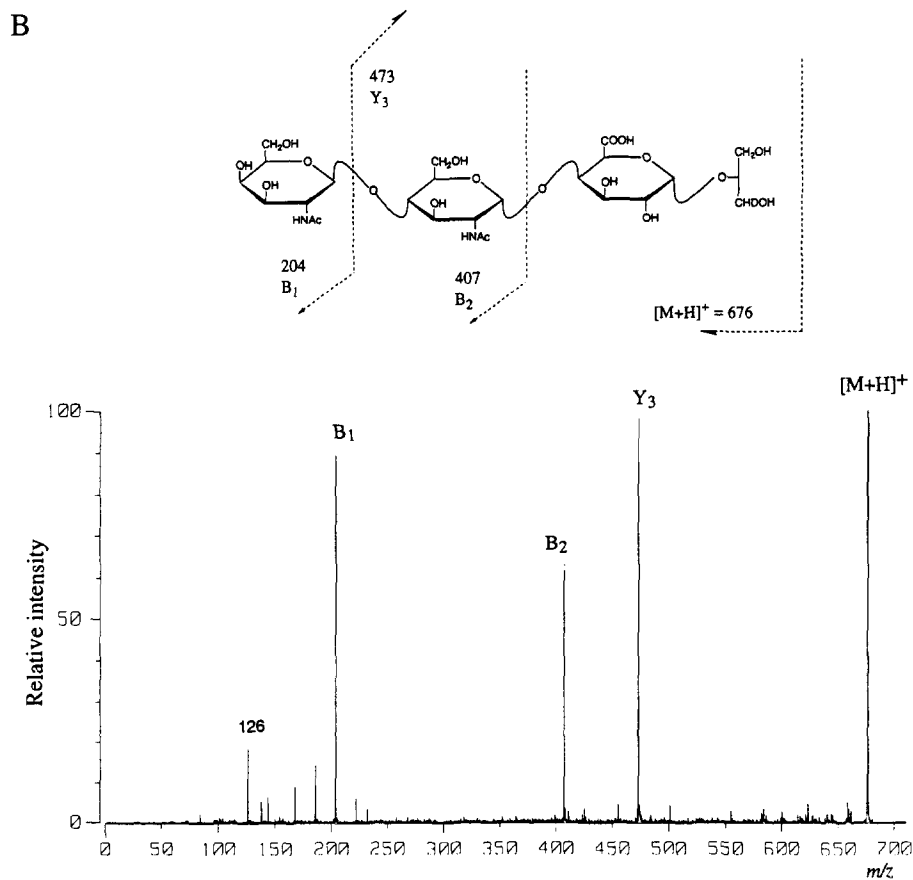 B
473
Y3
CH2OH
OH
O
OH
HNAc
O
CH2OH
O
OH
HNAc
O
COOH
O
OH
OH
O
CH2OH
CHDOH
204
B1
407
B2
[M+H]+ = 676
[M+H]+
Y3
B1
B2
126
100
50
0
Relative intensity
0 50 100 150 200 250 300 350 400 450 500 550 600 650 700
m/z